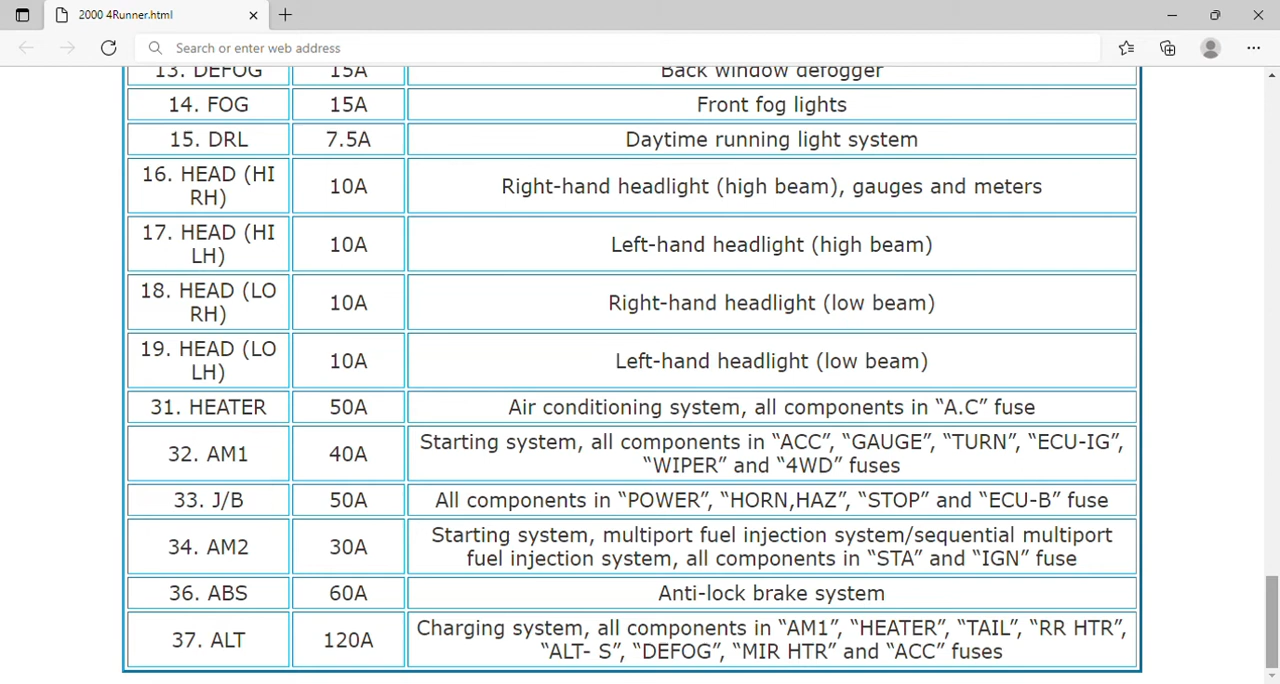 2000 4Runner.html
Search or enter web address
13. DEFOG 15A Back window defogger
14. FOG 15A Front fog lights
15. DRL 7.5A Daytime running light system
16. HEAD (HI
RH) 10A Right-hand headlight (high beam), gauges and meters
17. HEAD (HI
LH) 10A Left-hand headlight (high beam)
18. HEAD (LO
RH) 10A Right-hand headlight (low beam)
19. HEAD (LO
LH) 10A Left-hand headlight (low beam)
31. HEATER 50A Air conditioning system, all components in “A.C” fuse
32. AM1 40A Starting system, all components in “ACC”, “GAUGE”, “TURN”, “ECU-IG”,
“WIPER” and “4WD” fuses
33. J/B 50A All components in “POWER”, “HORN,HAZ”, “STOP” and “ECU-B” fuse
34. AM2 30A Starting system, multiport fuel injection system/sequential multiport
fuel injection system, all components in “STA” and “IGN” fuse
36. ABS 60A Anti-lock brake system
37. ALT 120A Charging system, all components in “AM1”, “HEATER”, “TAIL”, “RR HTR”,
“ALT- S”, “DEFOG”, “MIR HTR” and “ACC” fuses